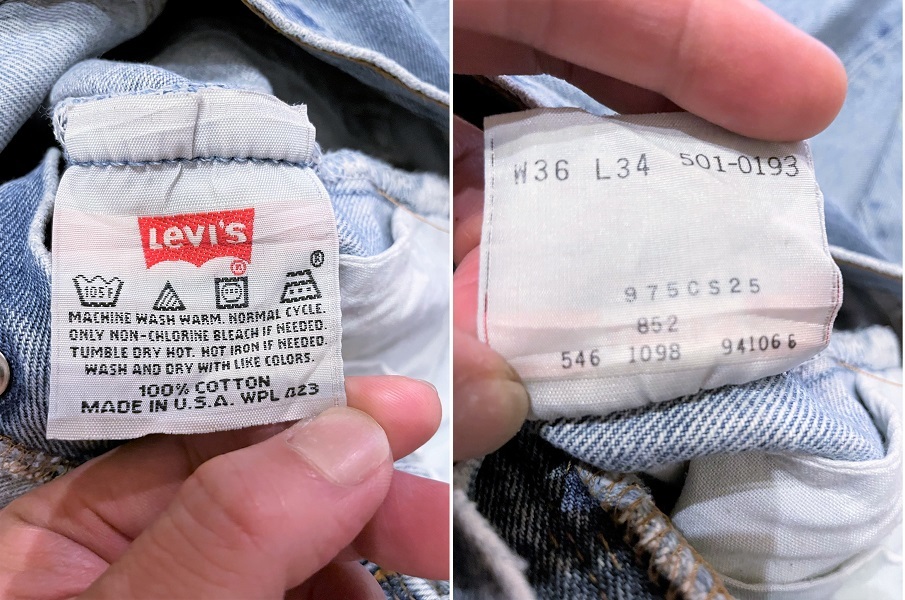 Levi's
®
®
105F
MACHINE WASH WARM. NORMAL CYCLE.
ONLY NON-CHLORINE BLEACH IF NEEDED.
TUMBLE DRY HOT. HOT IRON IF NEEDED.
WASH AND DRY WITH LIKE COLORS.
100% COTTON
MADE IN U.S.A. WPL 423
W36 L34 501-0193
975CS25
852
546 1098 94106